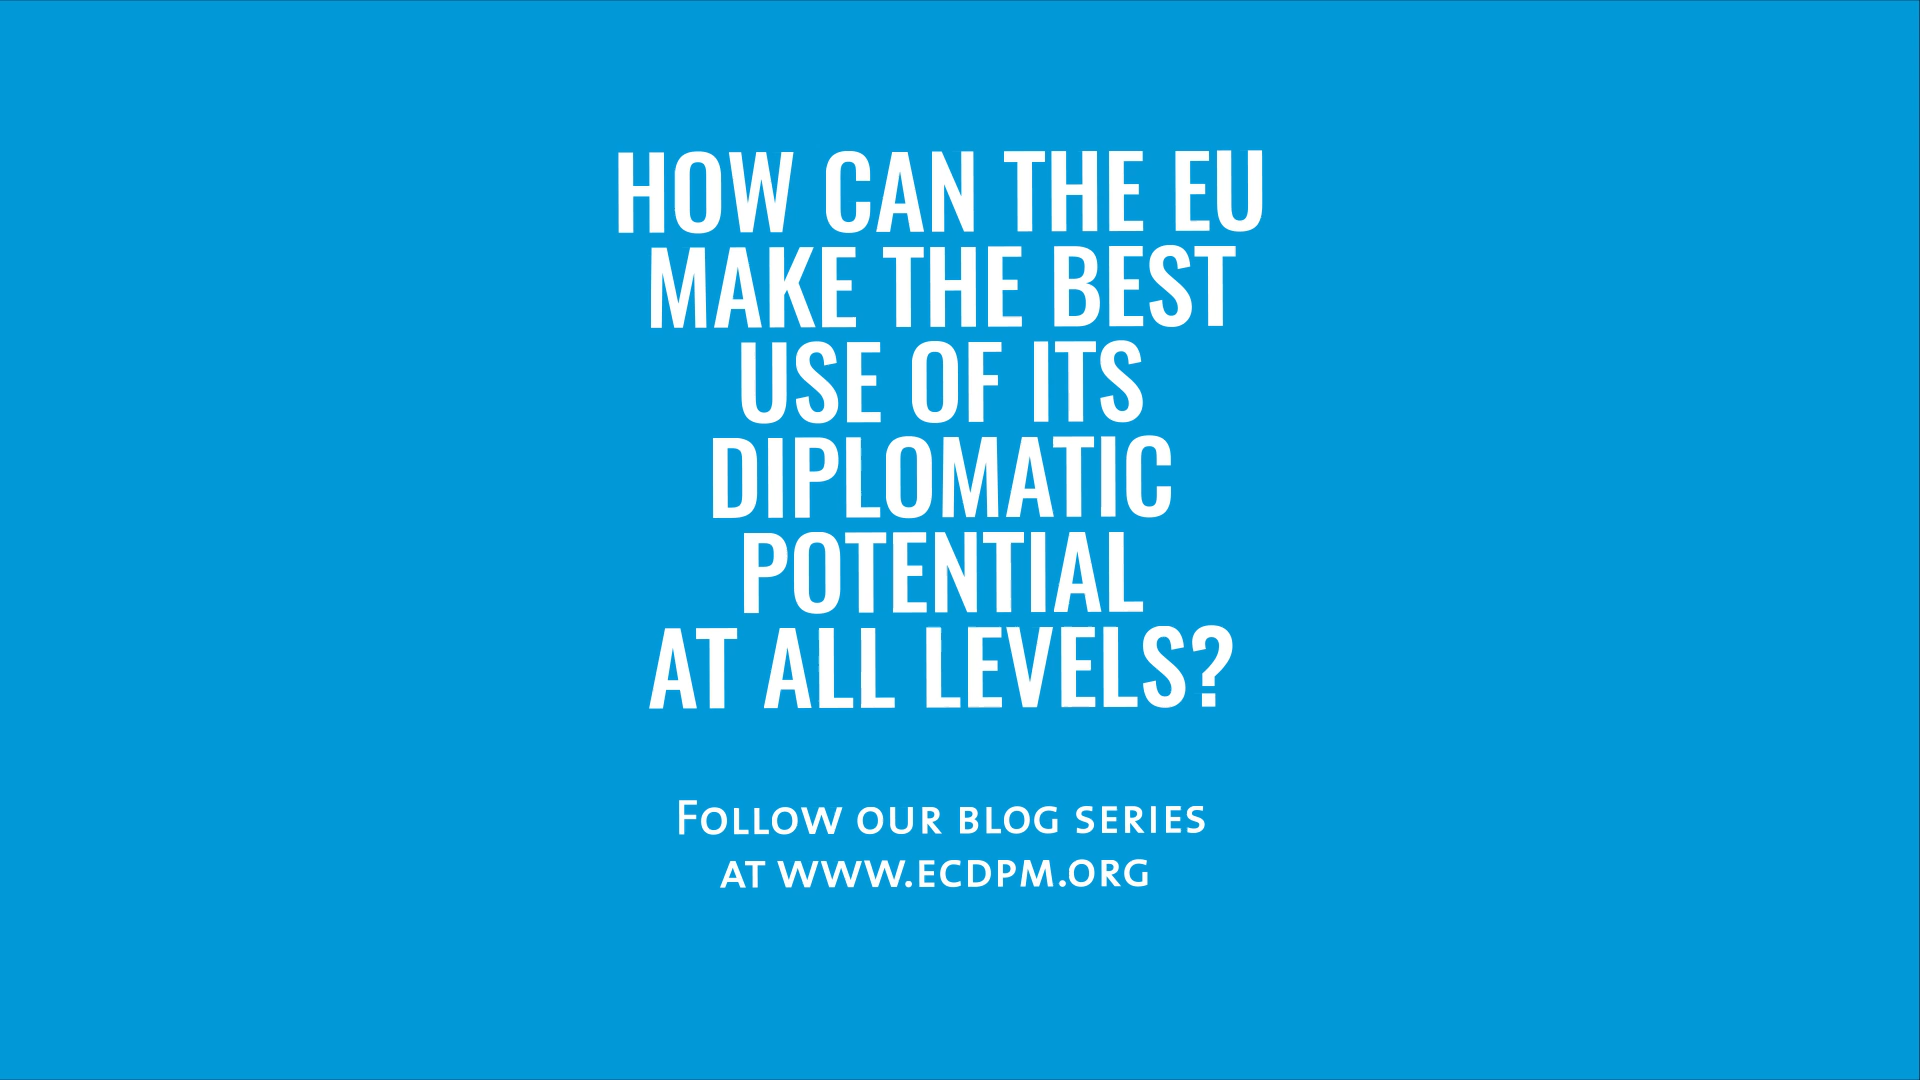 HOW CAN THE EU
MAKE THE BEST
USE OF ITS
DIPLOMATIC
POTENTIAL
AT ALL LEVELS?
Follow our blog series
at www.ecdpm.org